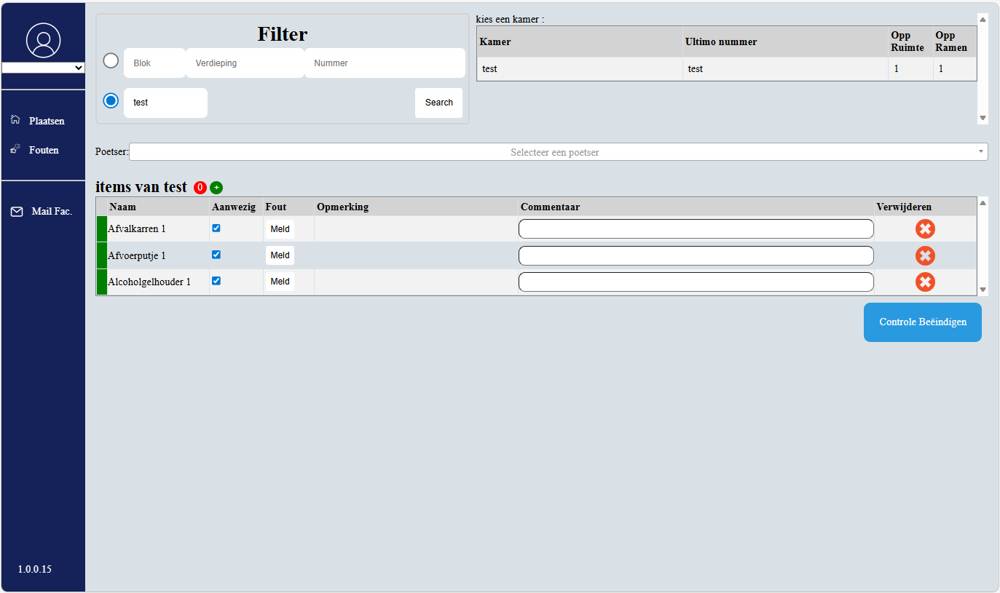 Plaatsen
Fouten
Mail Fac.
1.0.0.15
Filter
Blok Verdieping Nummer
test Search
kies een kamer :
Kamer Ultimo nummer Opp Ruimte Opp Ramen
test test 1 1
Poetser: Selecteer een poetser
items van test 0 +
Naam Aanwezig Fout Opmerking Commentaar Verwijderen
Afvalkarren 1 Meld
Afvoerputje 1 Meld
Alcoholgelhouder 1 Meld
Controle Beëindigen